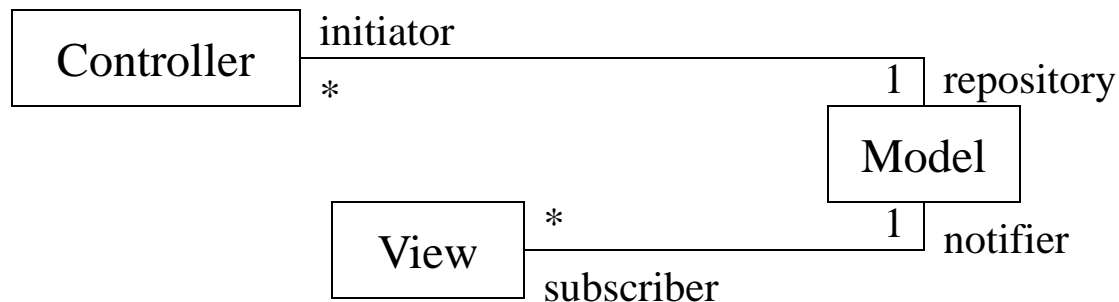 initiator
Controller
*
1
repository
Model
*
1
notifier
View
subscriber